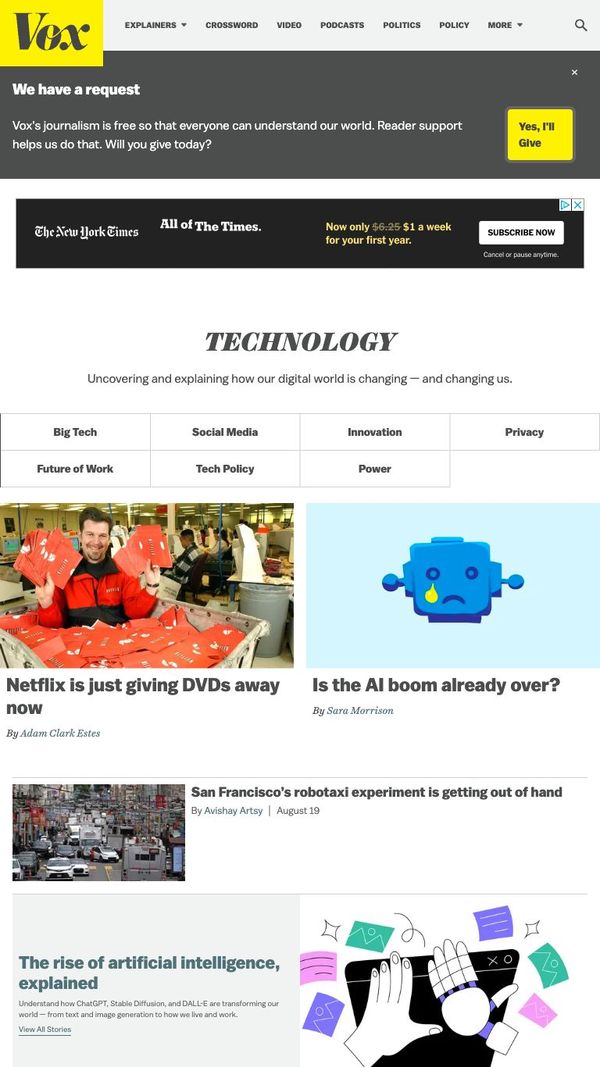 Vox
EXPLAINERS CROSSWORD VIDEO PODCASTS POLITICS POLICY MORE
We have a request
Vox's journalism is free so that everyone can understand our world. Reader support
helps us do that. Will you give today?
Yes, I'll
Give
The New York Times
All of The Times.
Now only $6.25 $1 a week
for your first year.
SUBSCRIBE NOW
Cancel or pause anytime.
TECHNOLOGY
Uncovering and explaining how our digital world is changing — and changing us.
Big Tech Social Media Innovation Privacy
Future of Work Tech Policy Power
Netflix is just giving DVDs away
now
By Adam Clark Estes
Is the AI boom already over?
By Sara Morrison
San Francisco's robotaxi experiment is getting out of hand
By Avishay Artsy | August 19
The rise of artificial intelligence,
explained
Understand how ChatGPT, Stable Diffusion, and DALL-E are transforming our
world — from text and image generation to how we live and work.
View All Stories